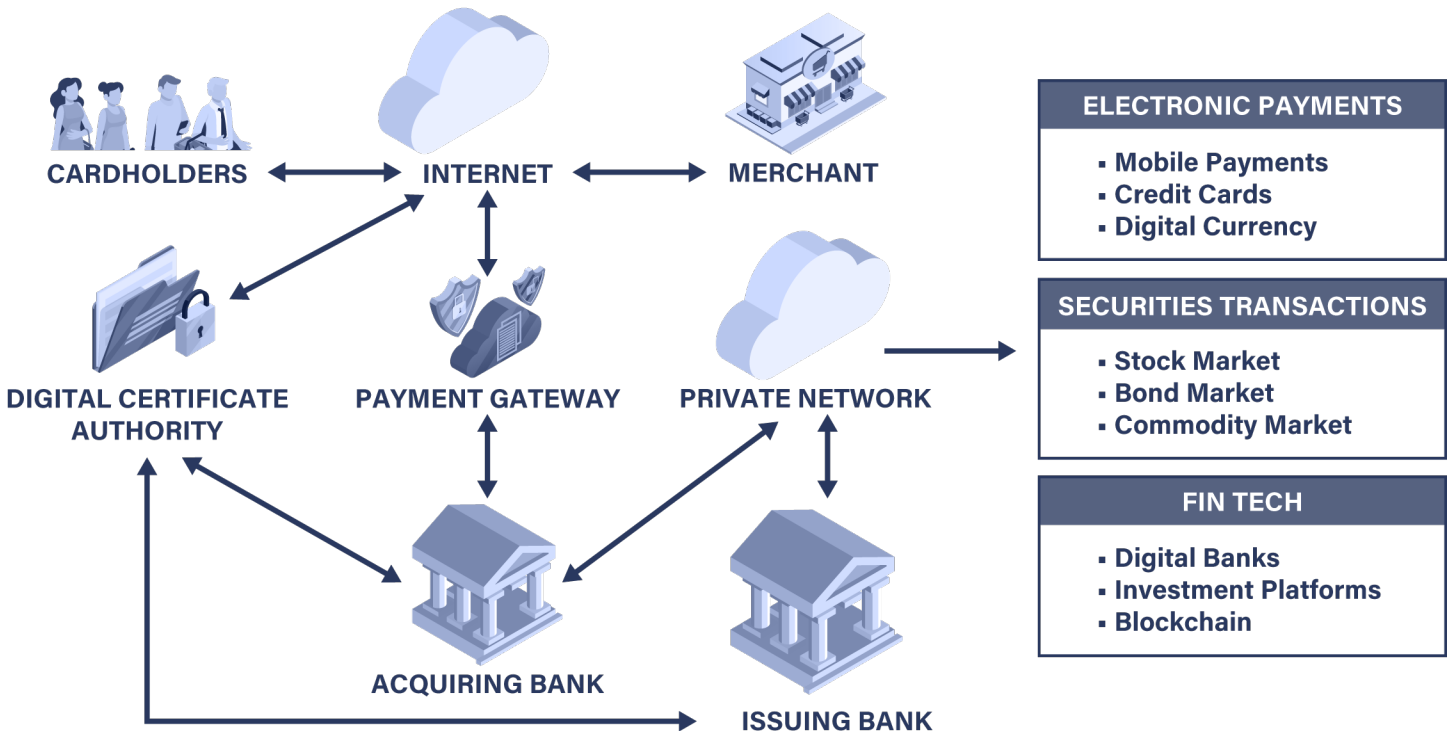 CARDHOLDERS
INTERNET
MERCHANT
DIGITAL CERTIFICATE
AUTHORITY
PAYMENT GATEWAY
PRIVATE NETWORK
ACQUIRING BANK
ISSUING BANK
ELECTRONIC PAYMENTS
▪ Mobile Payments
▪ Credit Cards
▪ Digital Currency
SECURITIES TRANSACTIONS
▪ Stock Market
▪ Bond Market
▪ Commodity Market
FIN TECH
▪ Digital Banks
▪ Investment Platforms
▪ Blockchain